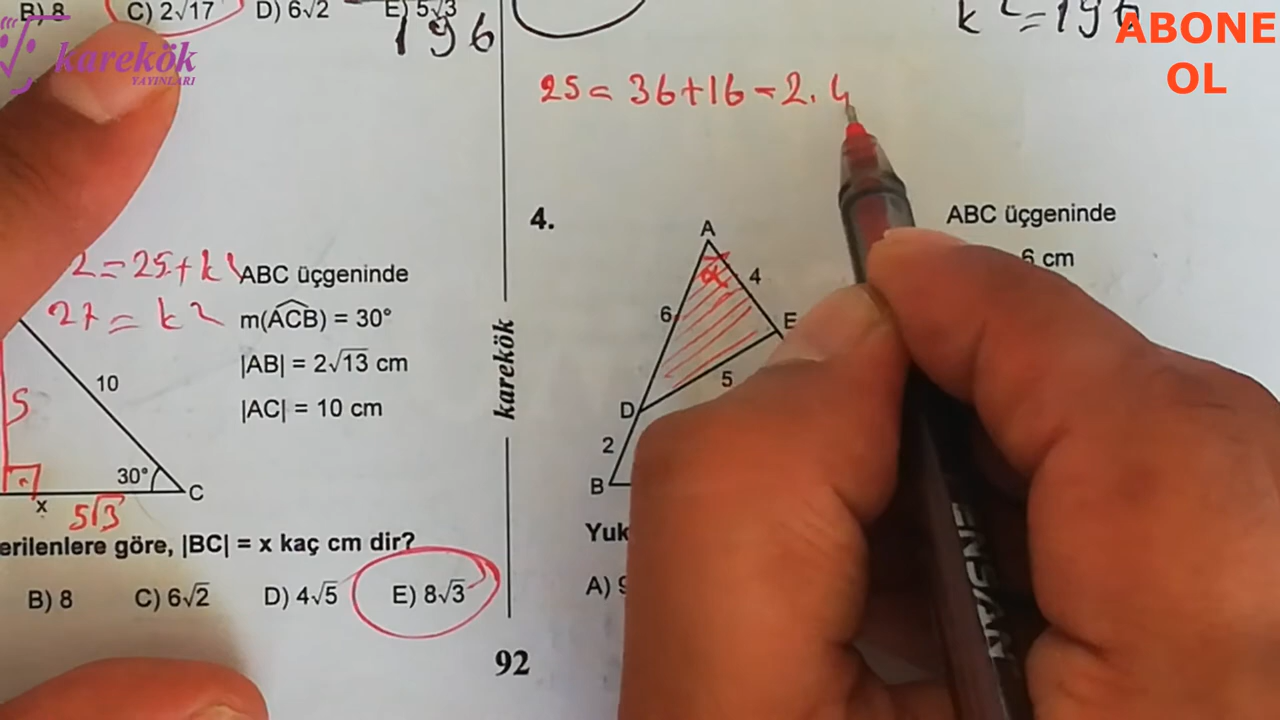 B) 8 C) 2√17 D) 6√2 E) 5√3
196
karekök
YAYINLARI
2=25+k
27=k²
ABC üçgeninde
m(ACB) = 30°
|AB| = 2√13 cm
|AC| = 10 cm
10
5
30°
C
x
5√3
erilenlere göre, |BC| = x kaç cm dir?
B) 8 C) 6√2 D) 4√5 E) 8√3
karekök
92
k²=196
ABONE
OL
25 = 36+16-2.4
4.
ABC üçgeninde
6 cm
A
α
4
6
E
5
D
2
B
Yuk
A) 9